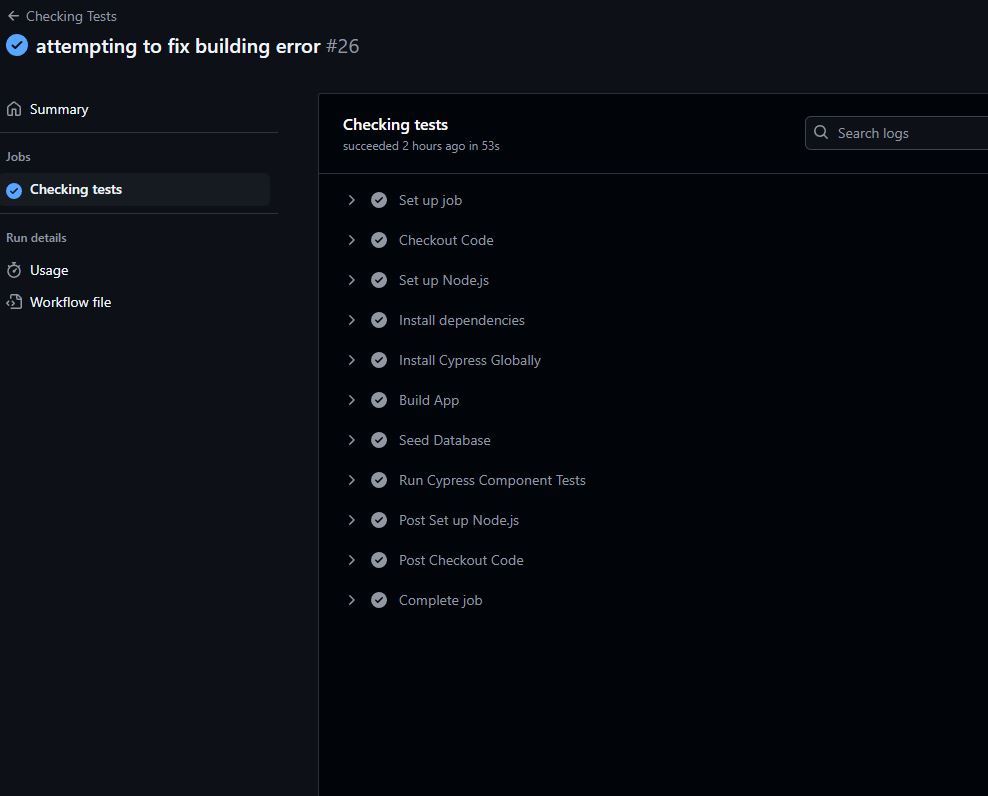 Checking Tests
attempting to fix building error #26
Summary
Jobs
Checking tests
Run details
Usage
Workflow file
Checking tests
succeeded 2 hours ago in 53s
Search logs
Set up job
Checkout Code
Set up Node.js
Install dependencies
Install Cypress Globally
Build App
Seed Database
Run Cypress Component Tests
Post Set up Node.js
Post Checkout Code
Complete job